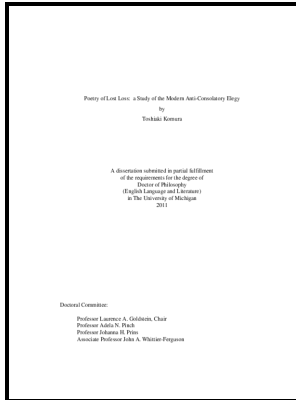 Poetry of Lost Loss: a Study of the Modern Anti-Consolatory Elegy
by
Toshiaki Komura
A dissertation submitted in partial fulfillment
of the requirements for the degree of
Doctor of Philosophy
(English Language and Literature)
in The University of Michigan
2011
Doctoral Committee:
Professor Laurence A. Goldstein, Chair
Professor Adela N. Pinch
Professor Johanna H. Prins
Associate Professor John A. Whittier-Ferguson